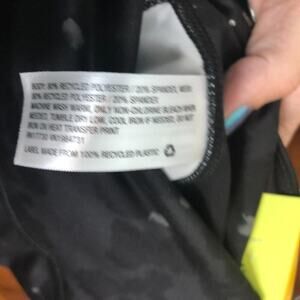 BODY: 80% RECYCLED POLYESTER / 20% SPANDEX, MESH:
80% RECYCLED POLYESTER / 20% SPANDEX
MACHINE WASH WARM, ONLY NON-CHLORINE BLEACH WHEN
NEEDED, TUMBLE DRY LOW, COOL IRON IF NEEDED, DO NOT
IRON ON HEAT TRANSFER PRINT
LABEL MADE FROM 100% RECYCLED PLASTIC